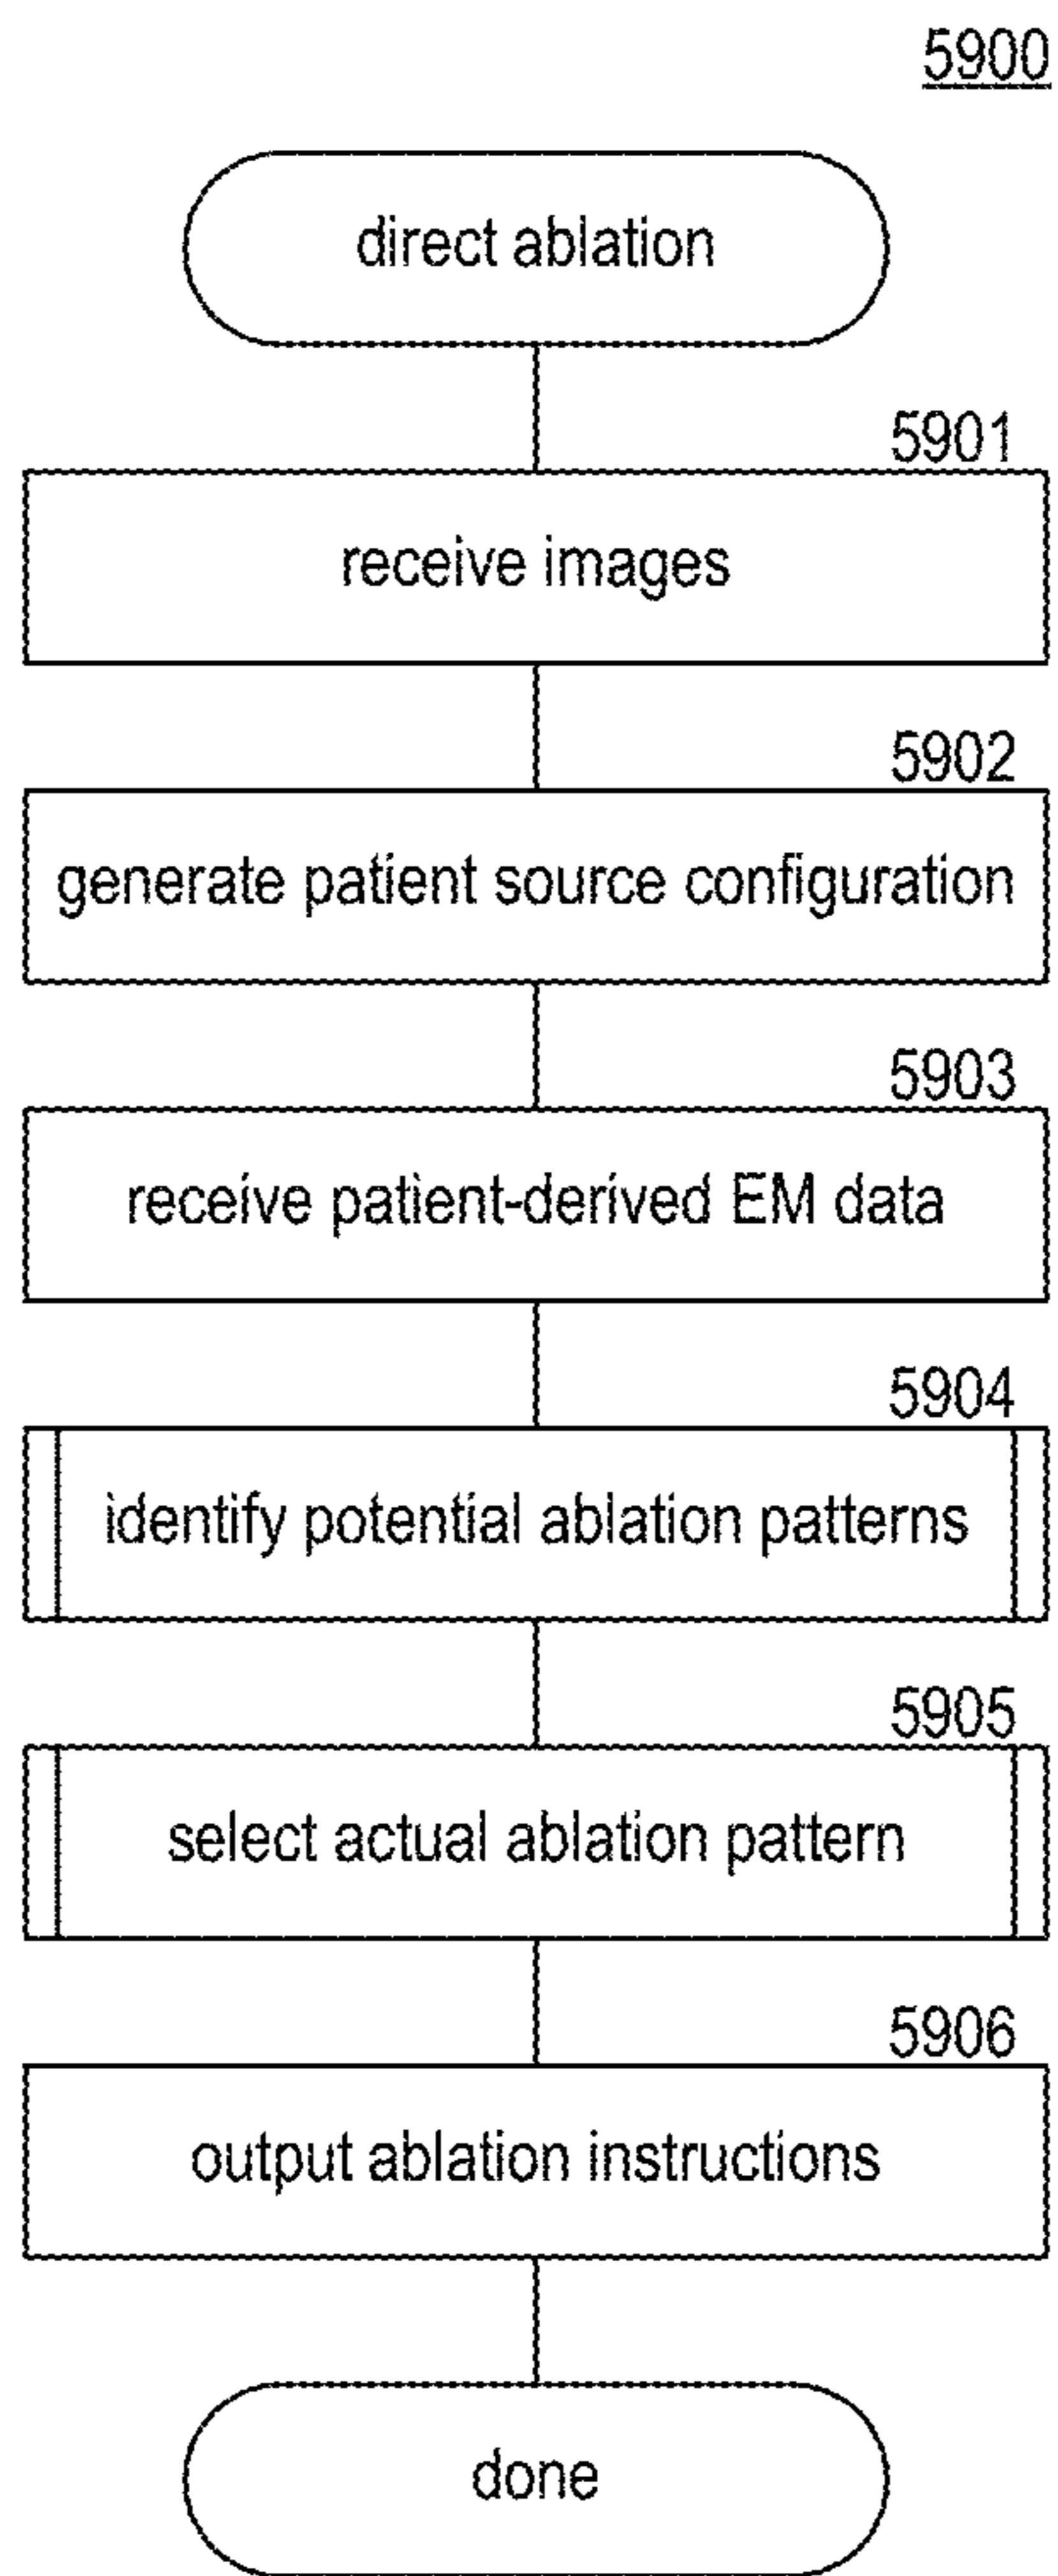 5900
direct ablation
5901
receive images
5902
generate patient source configuration
5903
receive patient-derived EM data
5904
identify potential ablation patterns
5905
select actual ablation pattern
5906
output ablation instructions
done